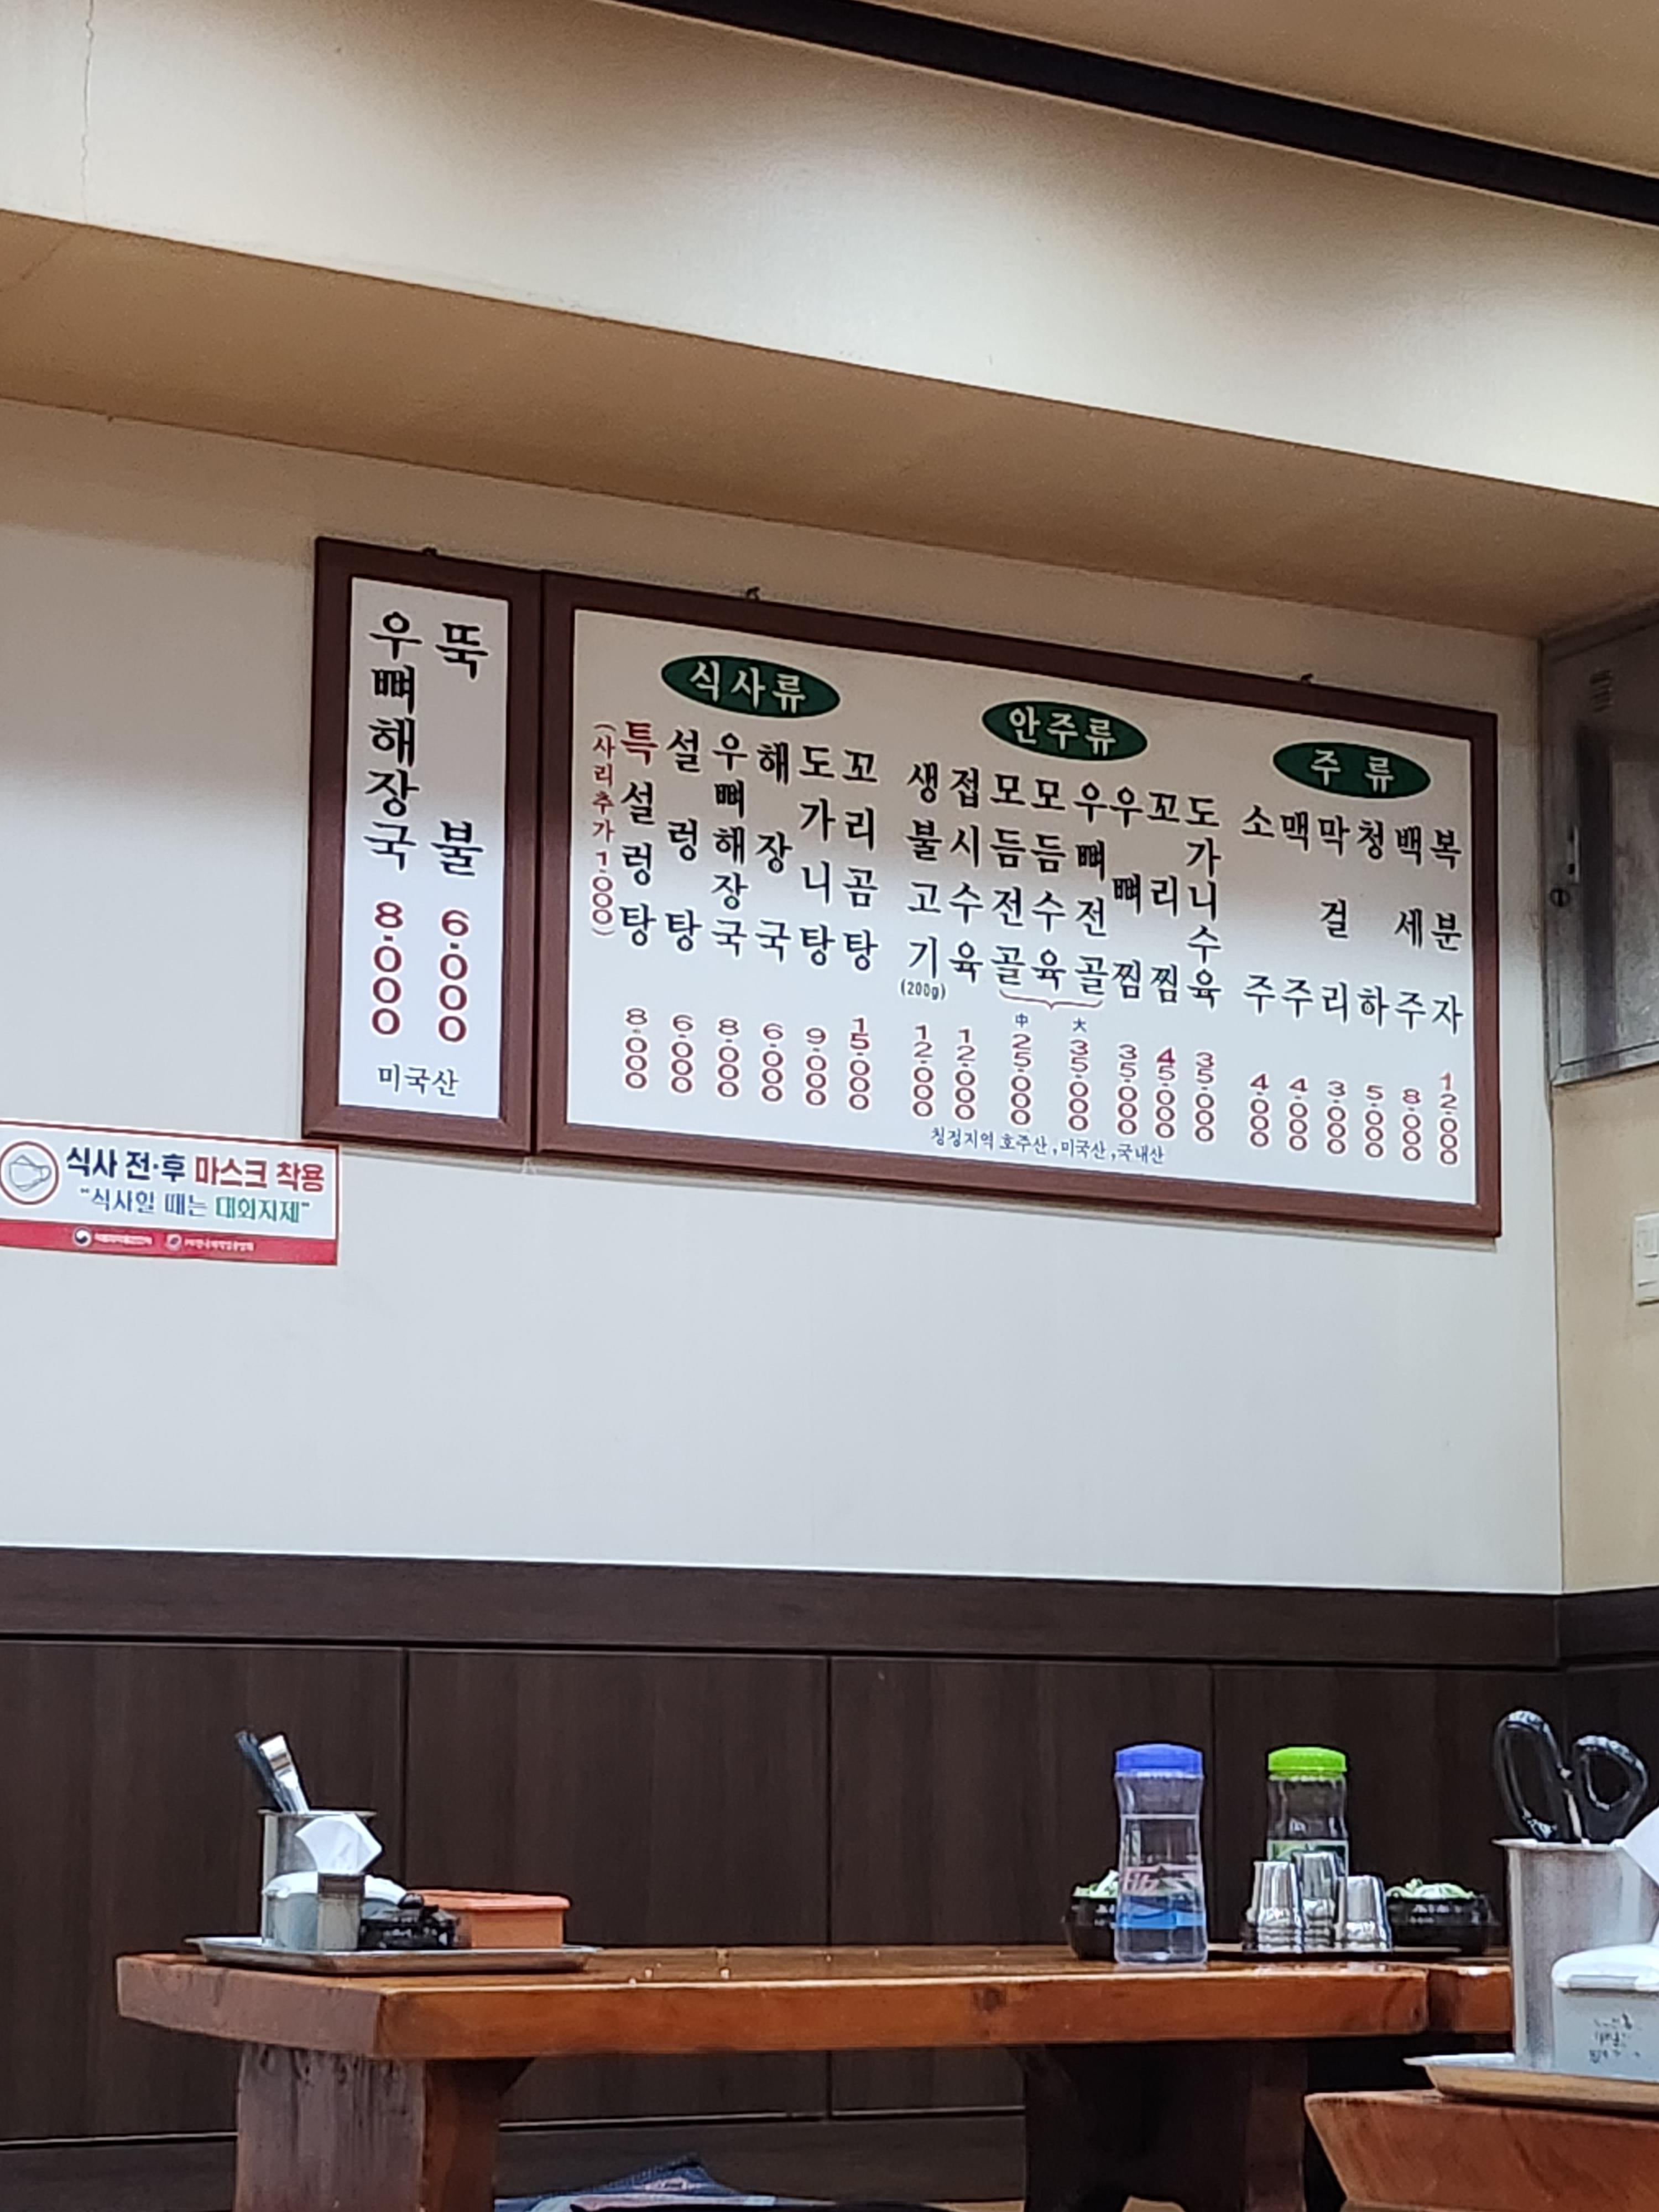 우뼈해장국 8.000
뚝불 6.000
미국산
식사류
(사리추가 1.000)
특설렁탕 8.000
설렁탕 6.000
우뼈해장국 8.000
해장국 6.000
도가니탕 9.000
꼬리곰탕 15.000
안주류
생불고기 (200g) 12.000
접시수육 12.000
모듬전골
모듬수육
우뼈전골
中 25.000
大 35.000
우뼈찜 35.000
꼬리찜 45.000
도가니수육 35.000
주류
소주 4.000
맥주 4.000
막걸리 3.000
청하 5.000
백세주 8.000
복분자 12.000
청정지역 호주산,미국산,국내산
식사 전·후 마스크 착용
"식사할 때는 대화자제"